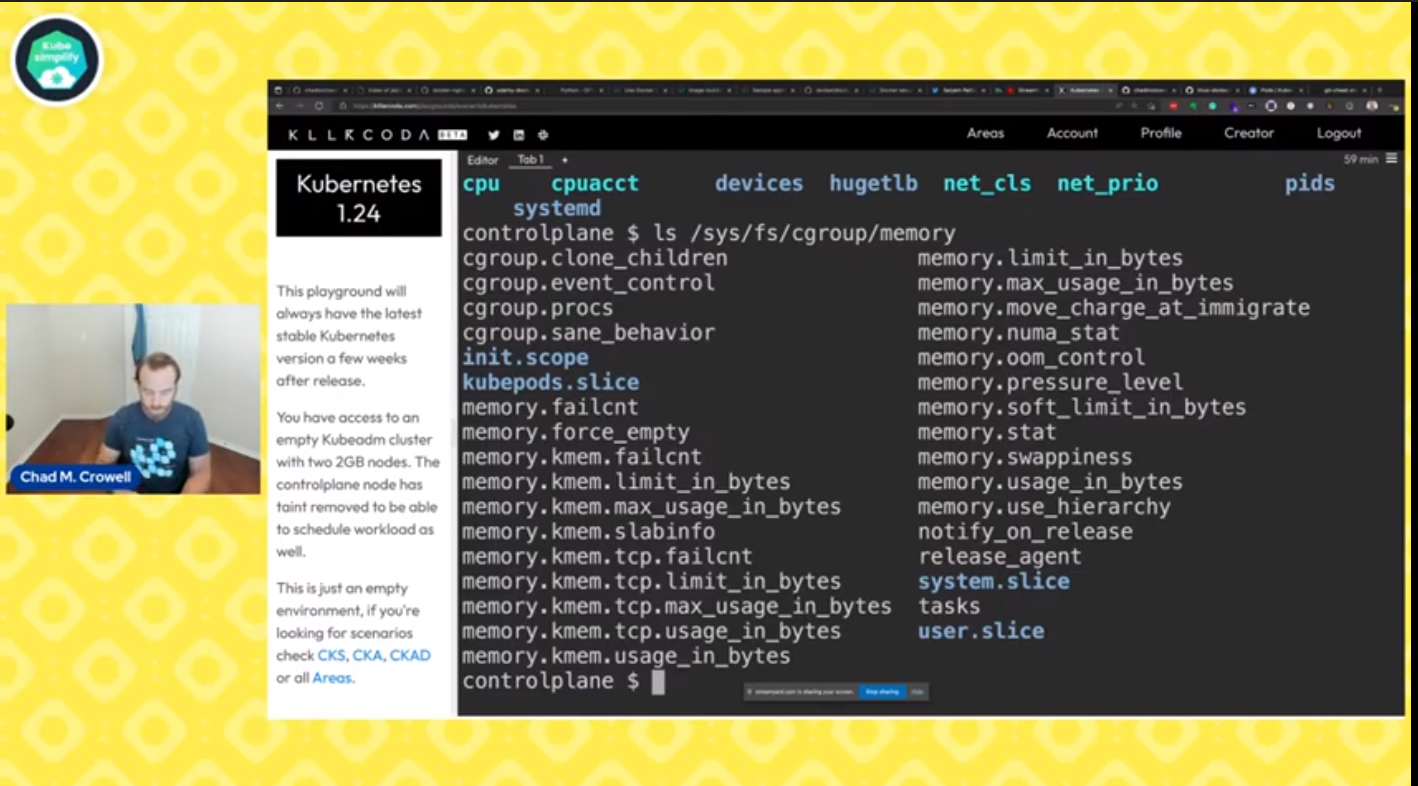 Kube
simplify
KLLRCODA BETA
Areas Account Profile Creator Logout
Kubernetes
1.24
This playground will
always have the latest
stable Kubernetes
version a few weeks
after release.
You have access to an
empty Kubeadm cluster
with two 2GB nodes. The
controlplane node has
taint removed to be able
to schedule workload as
well.
This is just an empty
environment, if you're
looking for scenarios
check CKS, CKA, CKAD
or all Areas.
Editor Tab 1 + 59 min
cpu cpuacct devices hugetlb net_cls net_prio pids
systemd
controlplane $ ls /sys/fs/cgroup/memory
cgroup.clone_children memory.limit_in_bytes
cgroup.event_control memory.max_usage_in_bytes
cgroup.procs memory.move_charge_at_immigrate
cgroup.sane_behavior memory.numa_stat
init.scope memory.oom_control
kubepods.slice memory.pressure_level
memory.failcnt memory.soft_limit_in_bytes
memory.force_empty memory.stat
memory.kmem.failcnt memory.swappiness
memory.kmem.limit_in_bytes memory.usage_in_bytes
memory.kmem.max_usage_in_bytes memory.use_hierarchy
memory.kmem.slabinfo notify_on_release
memory.kmem.tcp.failcnt release_agent
memory.kmem.tcp.limit_in_bytes system.slice
memory.kmem.tcp.max_usage_in_bytes tasks
memory.kmem.tcp.usage_in_bytes user.slice
memory.kmem.usage_in_bytes
controlplane $
streamyard.com is sharing your screen. Stop sharing Hide
Chad M. Crowell